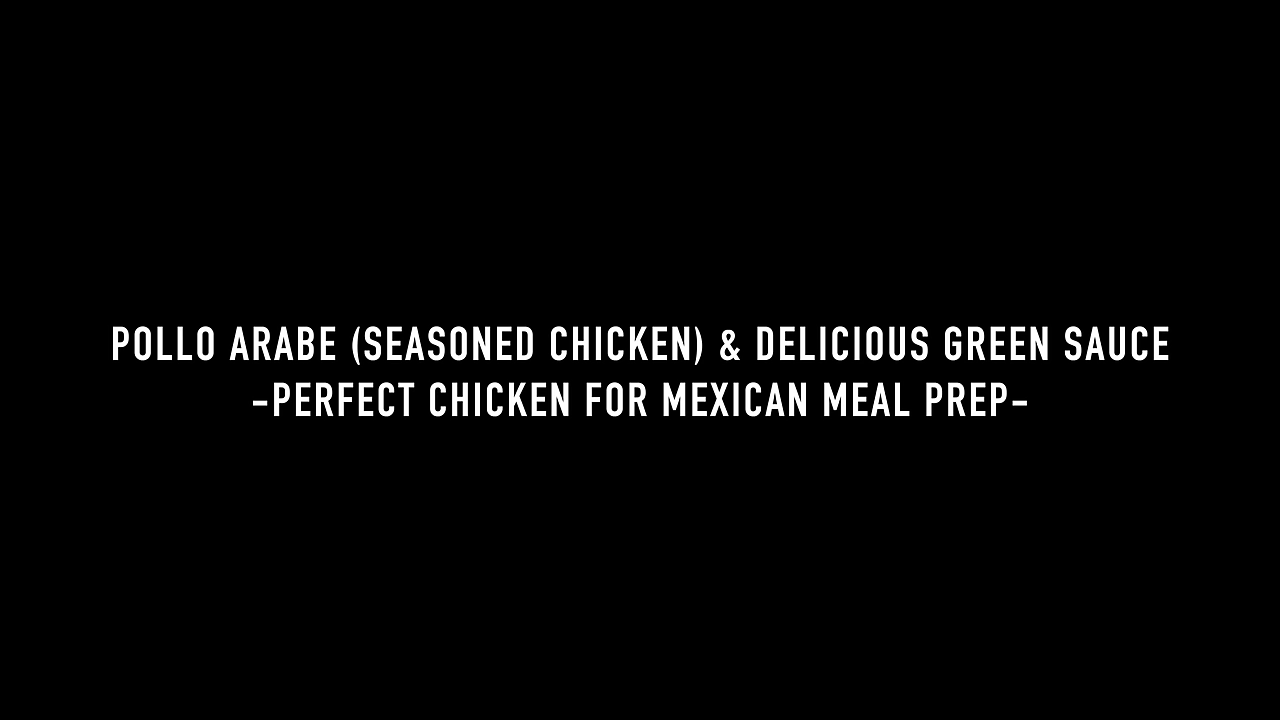 POLLO ARABE (SEASONED CHICKEN) & DELICIOUS GREEN SAUCE
-PERFECT CHICKEN FOR MEXICAN MEAL PREP-